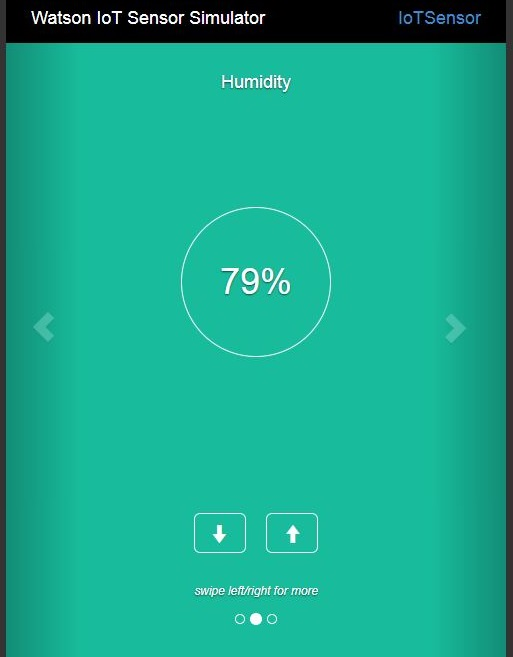 Watson IoT Sensor Simulator IoTSensor
Humidity
79%
swipe left/right for more